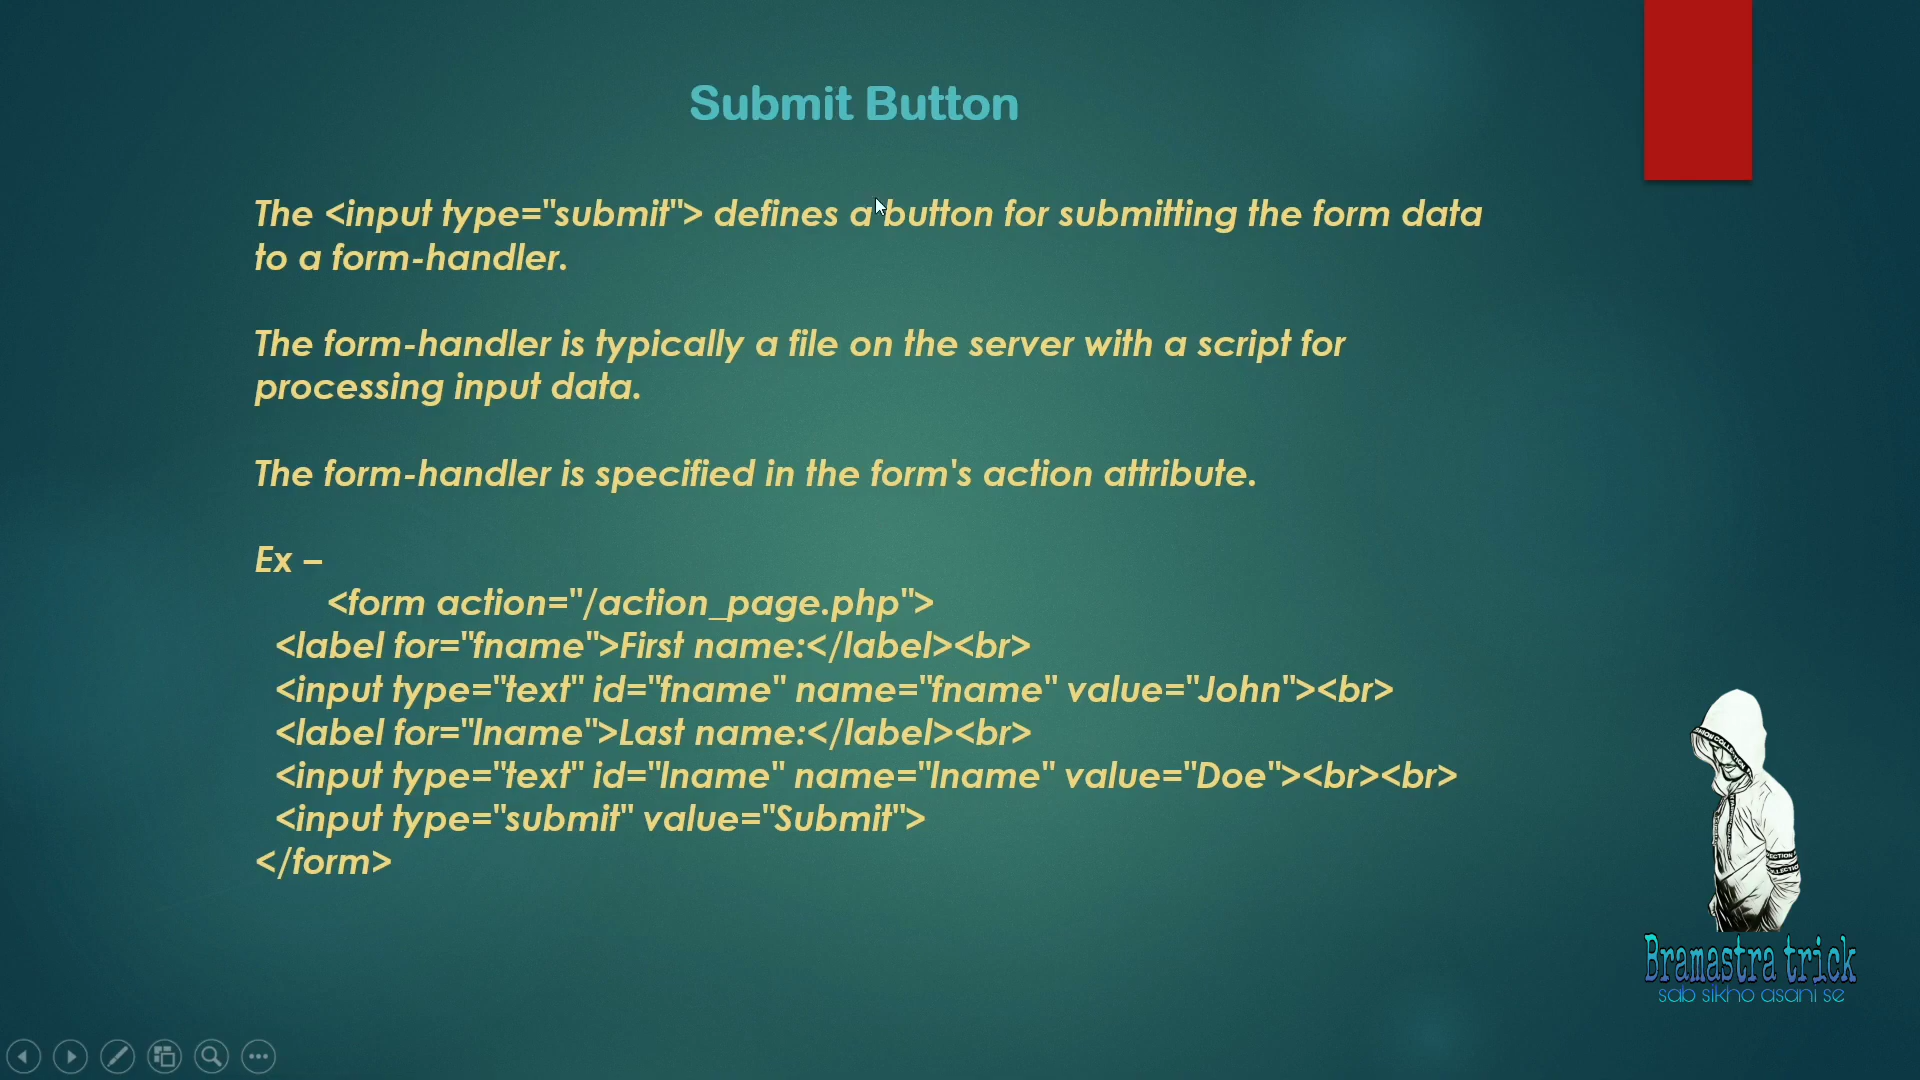 Submit Button
The <input type="submit"> defines a button for submitting the form data
to a form-handler.
The form-handler is typically a file on the server with a script for
processing input data.
The form-handler is specified in the form's action attribute.
Ex –
<form action="/action_page.php">
<label for="fname">First name:</label><br>
<input type="text" id="fname" name="fname" value="John"><br>
<label for="lname">Last name:</label><br>
<input type="text" id="lname" name="lname" value="Doe"><br><br>
<input type="submit" value="Submit">
</form>
Bramastra trick
sab sikho asani se